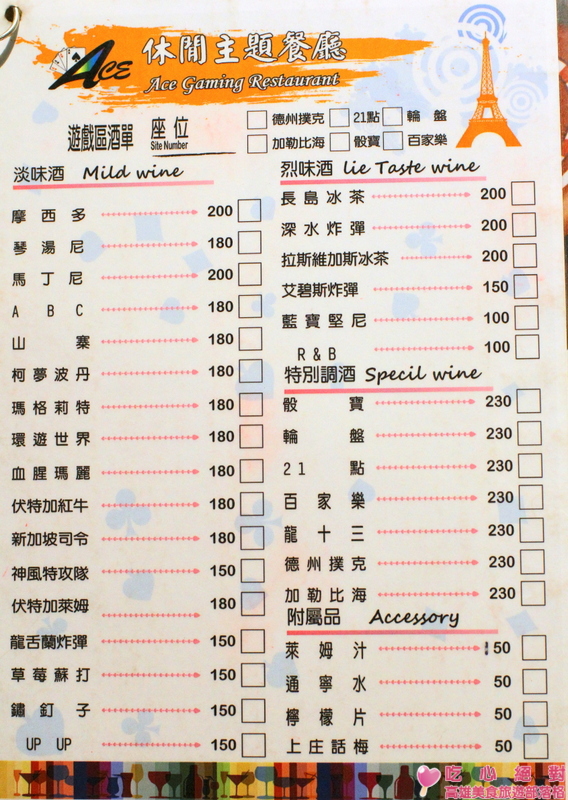 ACE 休閒主題餐廳
Ace Gaming Restaurant
遊戲區酒單 座位 Site Number
德州撲克 21點 輪盤
加勒比海 骰寶 百家樂
淡味酒 Mild wine
摩西多 200
琴湯尼 180
馬丁尼 200
A B C 180
山寨 180
柯夢波丹 180
瑪格莉特 180
環遊世界 180
血腥瑪麗 180
伏特加紅牛 180
新加坡司令 180
神風特攻隊 150
伏特加萊姆 180
龍舌蘭炸彈 150
草莓蘇打 150
鏽釘子 150
UP UP 150
烈味酒 lie Taste wine
長島冰茶 200
深水炸彈 200
拉斯維加斯冰茶 200
艾碧斯炸彈 150
藍寶堅尼 100
R&B 100
特別調酒 Specil wine
骰寶 230
輪盤 230
21點 230
百家樂 230
龍十三 230
德州撲克 230
加勒比海 230
附屬品 Accessory
萊姆汁 50
通寧水 50
檸檬片 50
上庄話梅 50
吃心絕對
高雄美食旅遊部落格